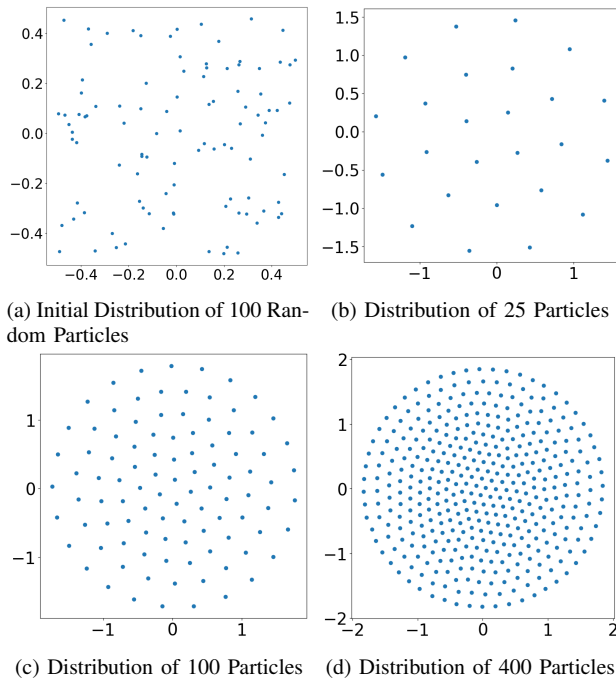 0.4
0.2
0.0
−0.2
−0.4
−0.4 −0.2 0.0 0.2 0.4
1.5
1.0
0.5
0.0
−0.5
−1.0
−1.5
−1 0 1
(a) Initial Distribution of 100 Ran-
dom Particles
(b) Distribution of 25 Particles
1
0
−1
−1 0 1
2
1
0
−1
−2
−2 −1 0 1 2
(c) Distribution of 100 Particles
(d) Distribution of 400 Particles